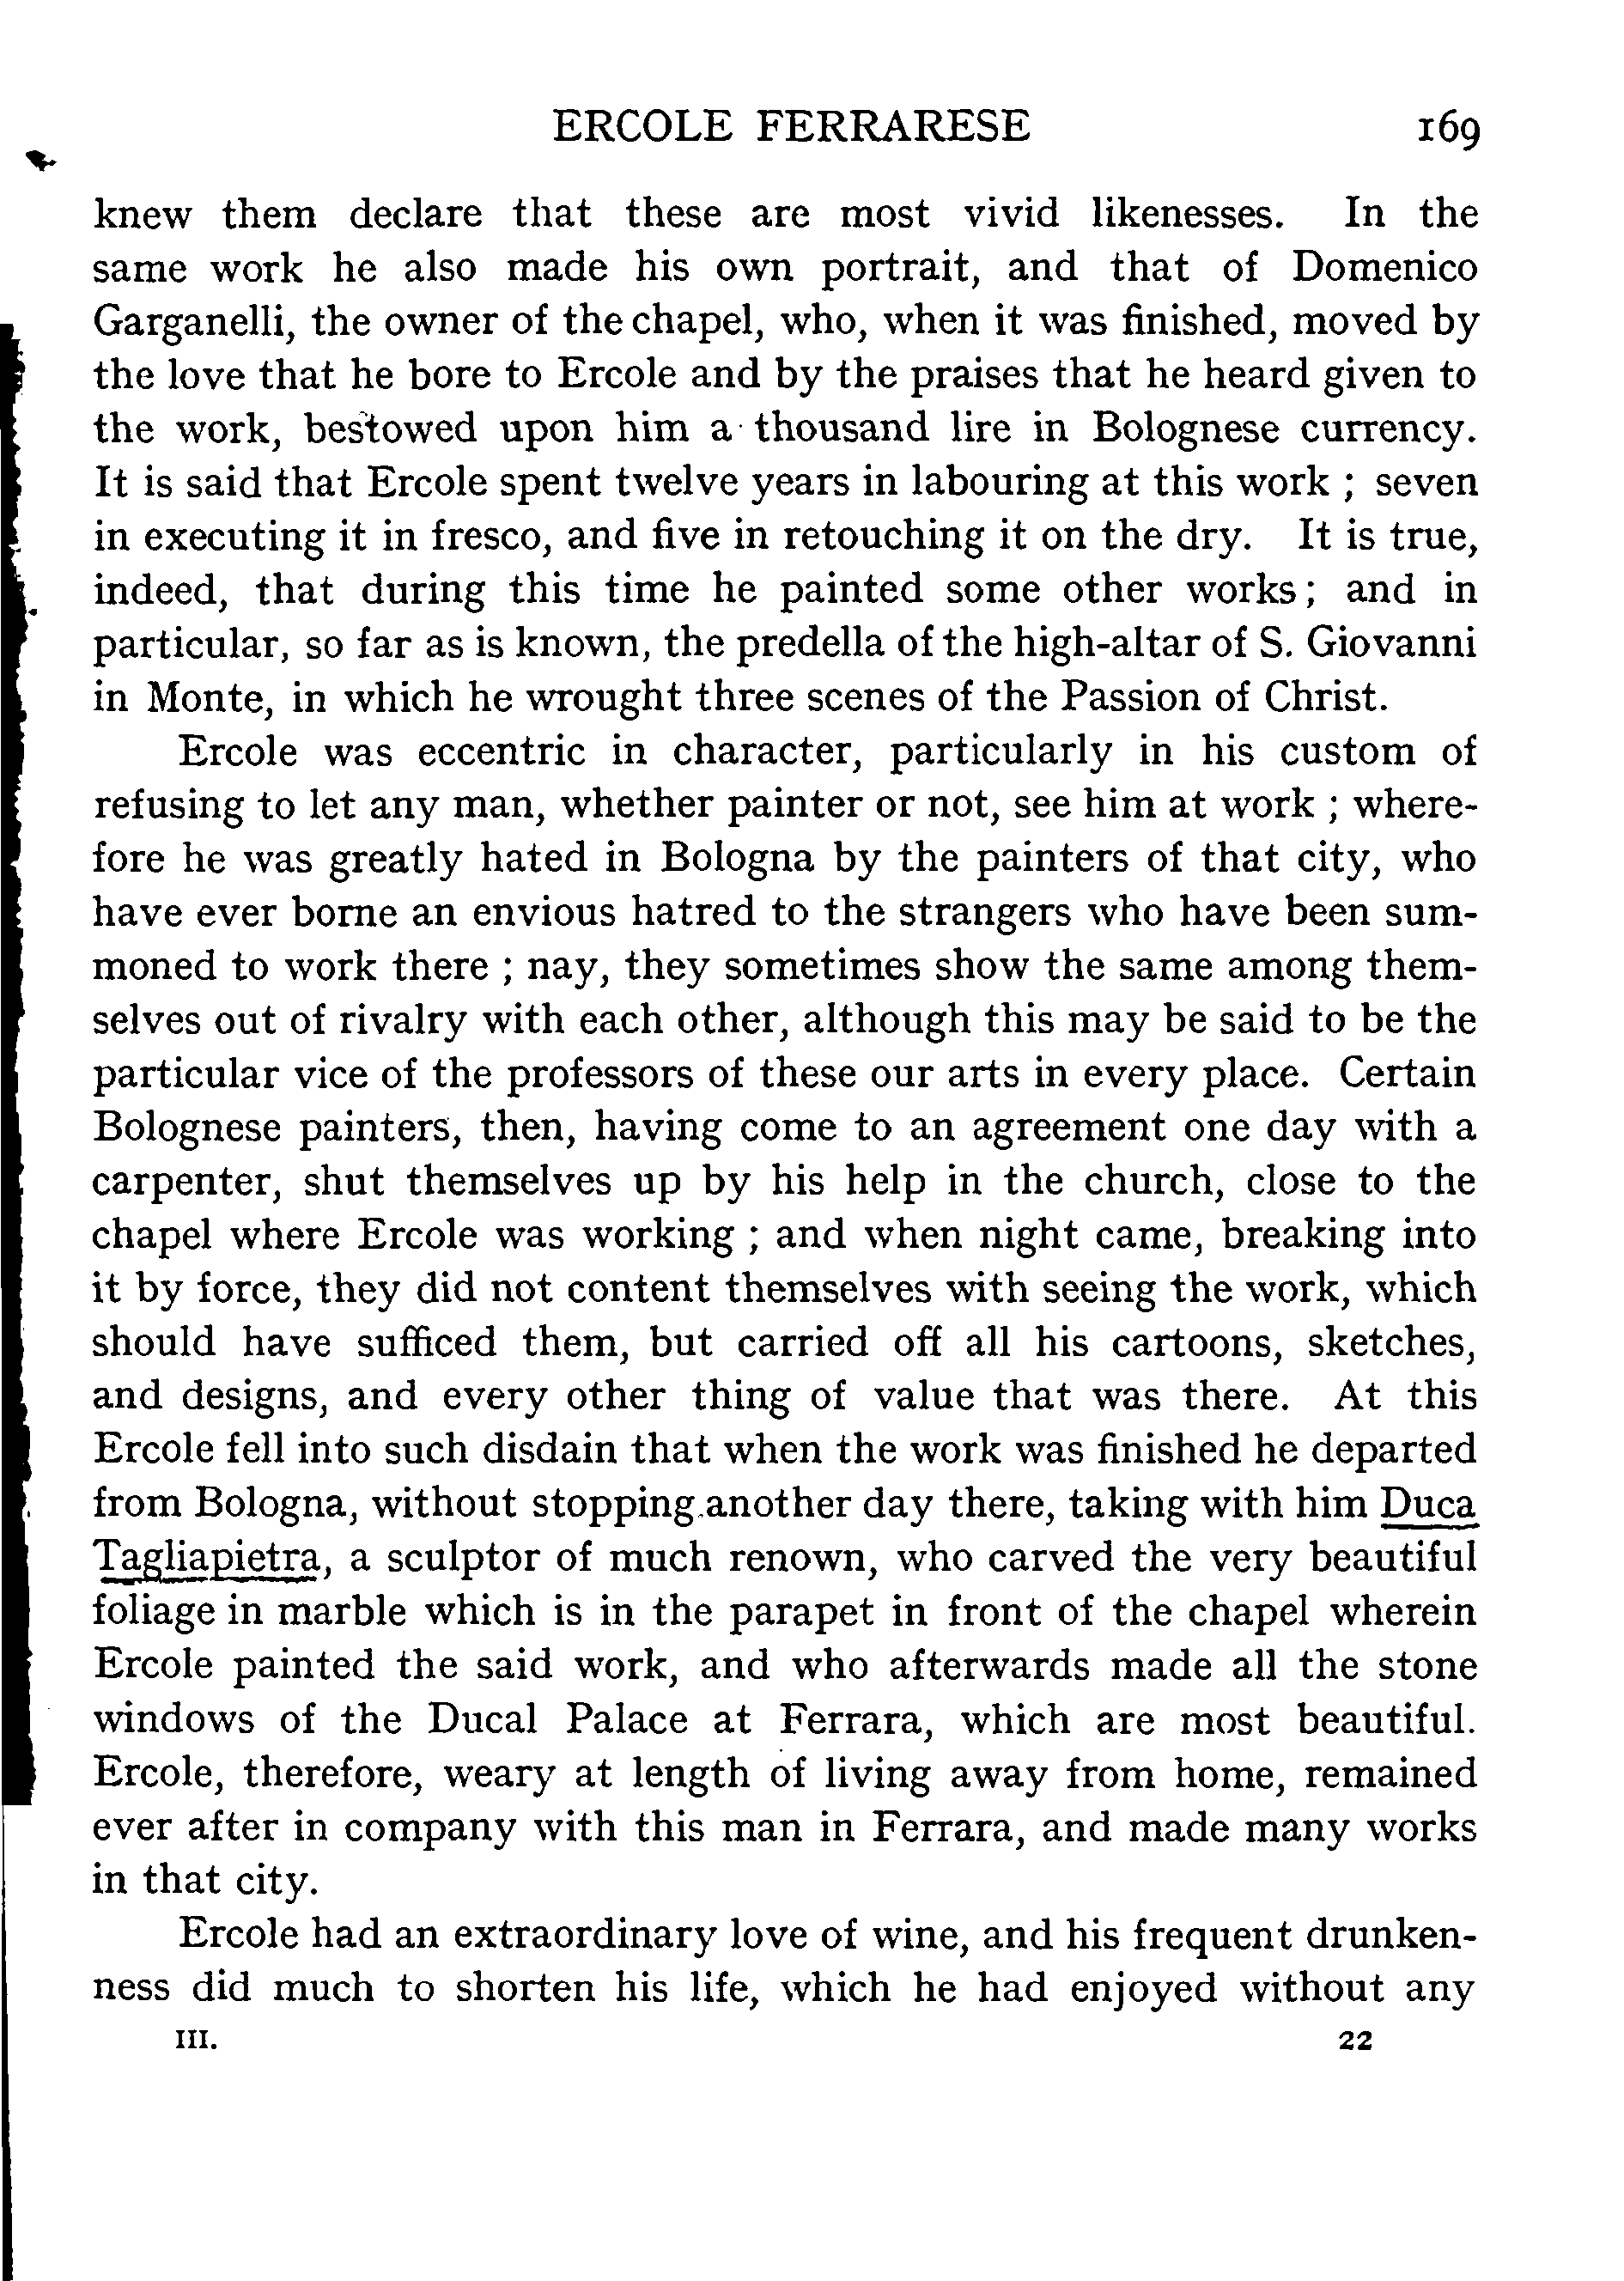 ERCOLE FERRARESE 169
knew them declare that these are most vivid likenesses. In the
same work he also made his own portrait, and that of Domenico
Garganelli, the owner of the chapel, who, when it was finished, moved by
the love that he bore to Ercole and by the praises that he heard given to
the work, bestowed upon him a thousand lire in Bolognese currency.
It is said that Ercole spent twelve years in labouring at this work ; seven
in executing it in fresco, and five in retouching it on the dry. It is true,
indeed, that during this time he painted some other works; and in
particular, so far as is known, the predella of the high-altar of S. Giovanni
in Monte, in which he wrought three scenes of the Passion of Christ.
Ercole was eccentric in character, particularly in his custom of
refusing to let any man, whether painter or not, see him at work ; where-
fore he was greatly hated in Bologna by the painters of that city, who
have ever borne an envious hatred to the strangers who have been sum-
moned to work there ; nay, they sometimes show the same among them-
selves out of rivalry with each other, although this may be said to be the
particular vice of the professors of these our arts in every place. Certain
Bolognese painters, then, having come to an agreement one day with a
carpenter, shut themselves up by his help in the church, close to the
chapel where Ercole was working ; and when night came, breaking into
it by force, they did not content themselves with seeing the work, which
should have sufficed them, but carried off all his cartoons, sketches,
and designs, and every other thing of value that was there. At this
Ercole fell into such disdain that when the work was finished he departed
from Bologna, without stopping another day there, taking with him Duca
Tagliapietra, a sculptor of much renown, who carved the very beautiful
foliage in marble which is in the parapet in front of the chapel wherein
Ercole painted the said work, and who afterwards made all the stone
windows of the Ducal Palace at Ferrara, which are most beautiful.
Ercole, therefore, weary at length of living away from home, remained
ever after in company with this man in Ferrara, and made many works
in that city.
Ercole had an extraordinary love of wine, and his frequent drunken-
ness did much to shorten his life, which he had enjoyed without any
III. 22